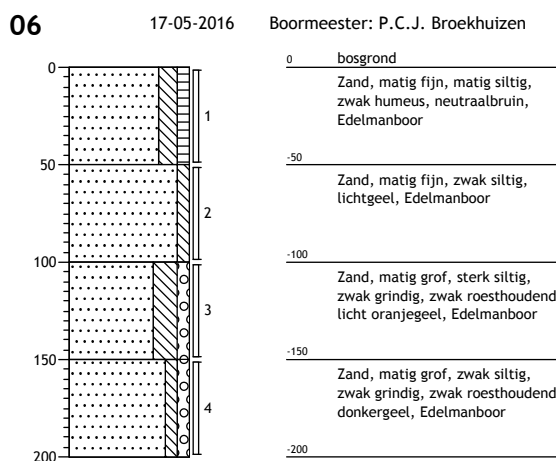 06 17-05-2016 Boormeester: P.C.J. Broekhuizen
0
50
100
150
200
1
2
3
4
0 bosgrond
Zand, matig fijn, matig siltig,
zwak humeus, neutraalbruin,
Edelmanboor
-50
Zand, matig fijn, zwak siltig,
lichtgeel, Edelmanboor
-100
Zand, matig grof, sterk siltig,
zwak grindig, zwak roesthoudend
licht oranjegeel, Edelmanboor
-150
Zand, matig grof, zwak siltig,
zwak grindig, zwak roesthoudend
donkergeel, Edelmanboor
-200